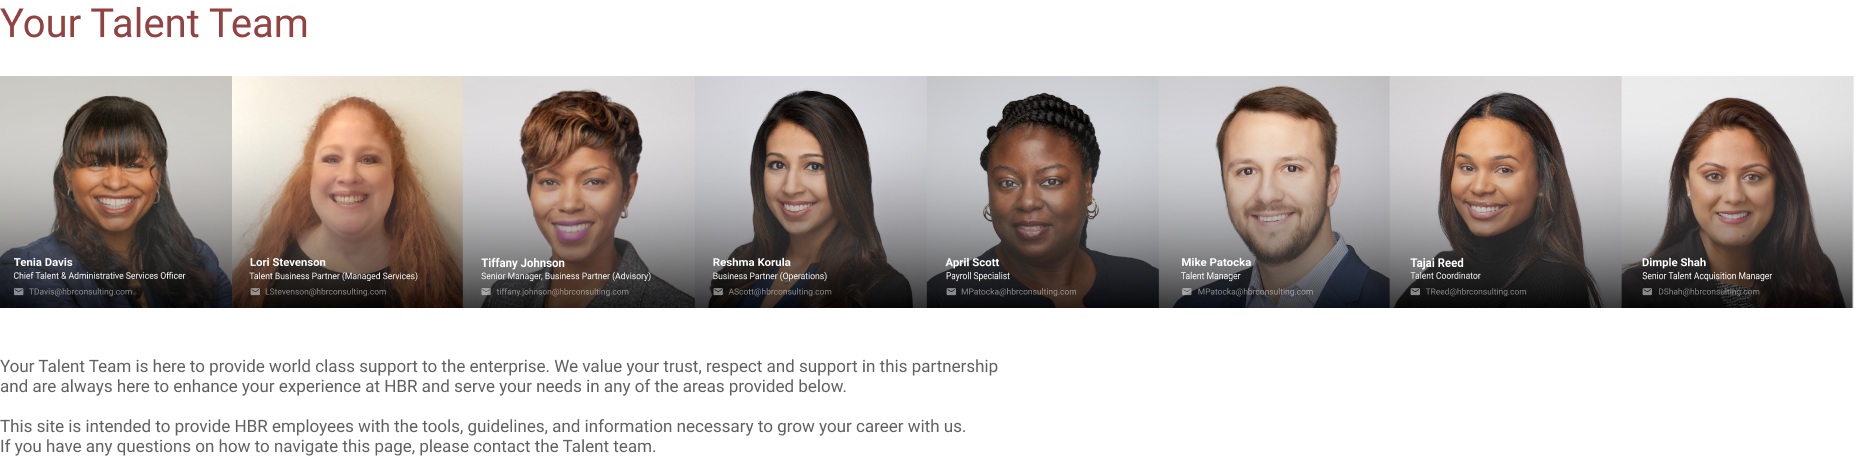 Your Talent Team
Tenia Davis
Chief Talent & Administrative Services Officer
TDavis@hbrconsulting.com
Lori Stevenson
Talent Business Partner (Managed Services)
LStevenson@hbrconsulting.com
Tiffany Johnson
Senior Manager, Business Partner (Advisory)
tiffany.johnson@hbrconsulting.com
Reshma Korula
Business Partner (Operations)
AScott@hbrconsulting.com
April Scott
Payroll Specialist
MPatocka@hbrconsulting.com
Mike Patocka
Talent Manager
MPatocka@hbrconsulting.com
Tajai Reed
Talent Coordinator
TReed@hbrconsulting.com
Dimple Shah
Senior Talent Acquisition Manager
DShah@hbrconsulting.com
Your Talent Team is here to provide world class support to the enterprise. We value your trust, respect and support in this partnership
and are always here to enhance your experience at HBR and serve your needs in any of the areas provided below.
This site is intended to provide HBR employees with the tools, guidelines, and information necessary to grow your career with us.
If you have any questions on how to navigate this page, please contact the Talent team.